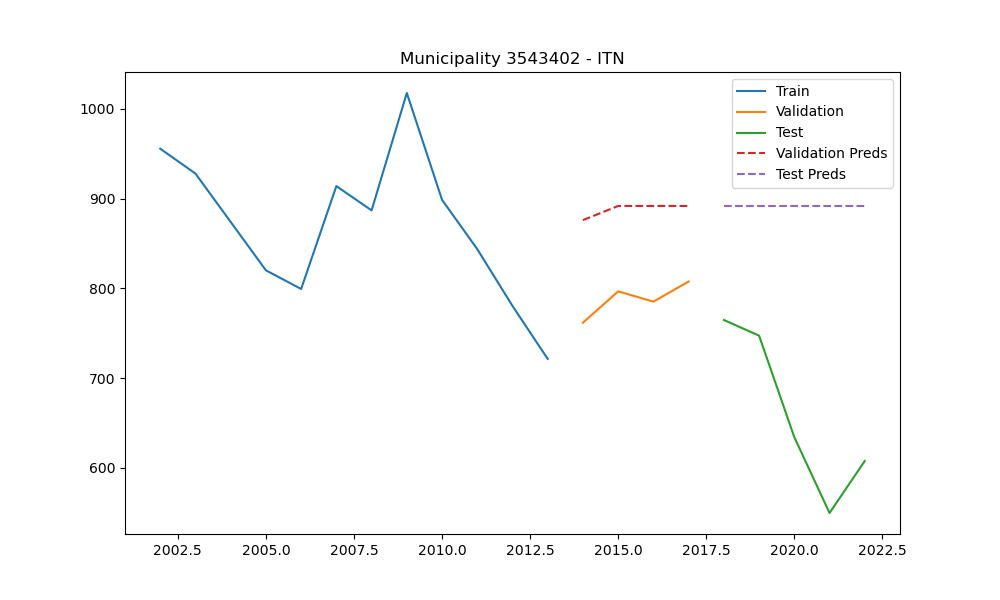 Municipality 3543402 - ITN
Train
Validation
Test
Validation Preds
Test Preds
1000
900
800
700
600
2002.5 2005.0 2007.5 2010.0 2012.5 2015.0 2017.5 2020.0 2022.5